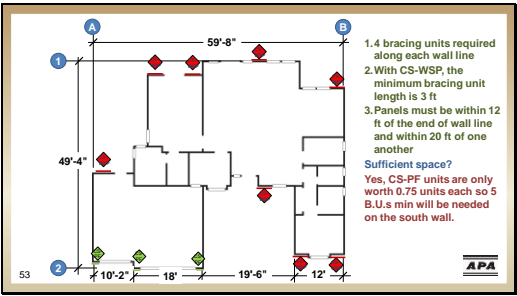 A
B
59'-8"
1
49'-4"
2
10'-2"
18'
19'-6"
12'
1. 4 bracing units required
along each wall line
2. With CS-WSP, the
minimum bracing unit
length is 3 ft
3. Panels must be within 12
ft of the end of wall line
and within 20 ft of one
another
Sufficient space?
Yes, CS-PF units are only
worth 0.75 units each so 5
B.U.s min will be needed
on the south wall.
53
APA